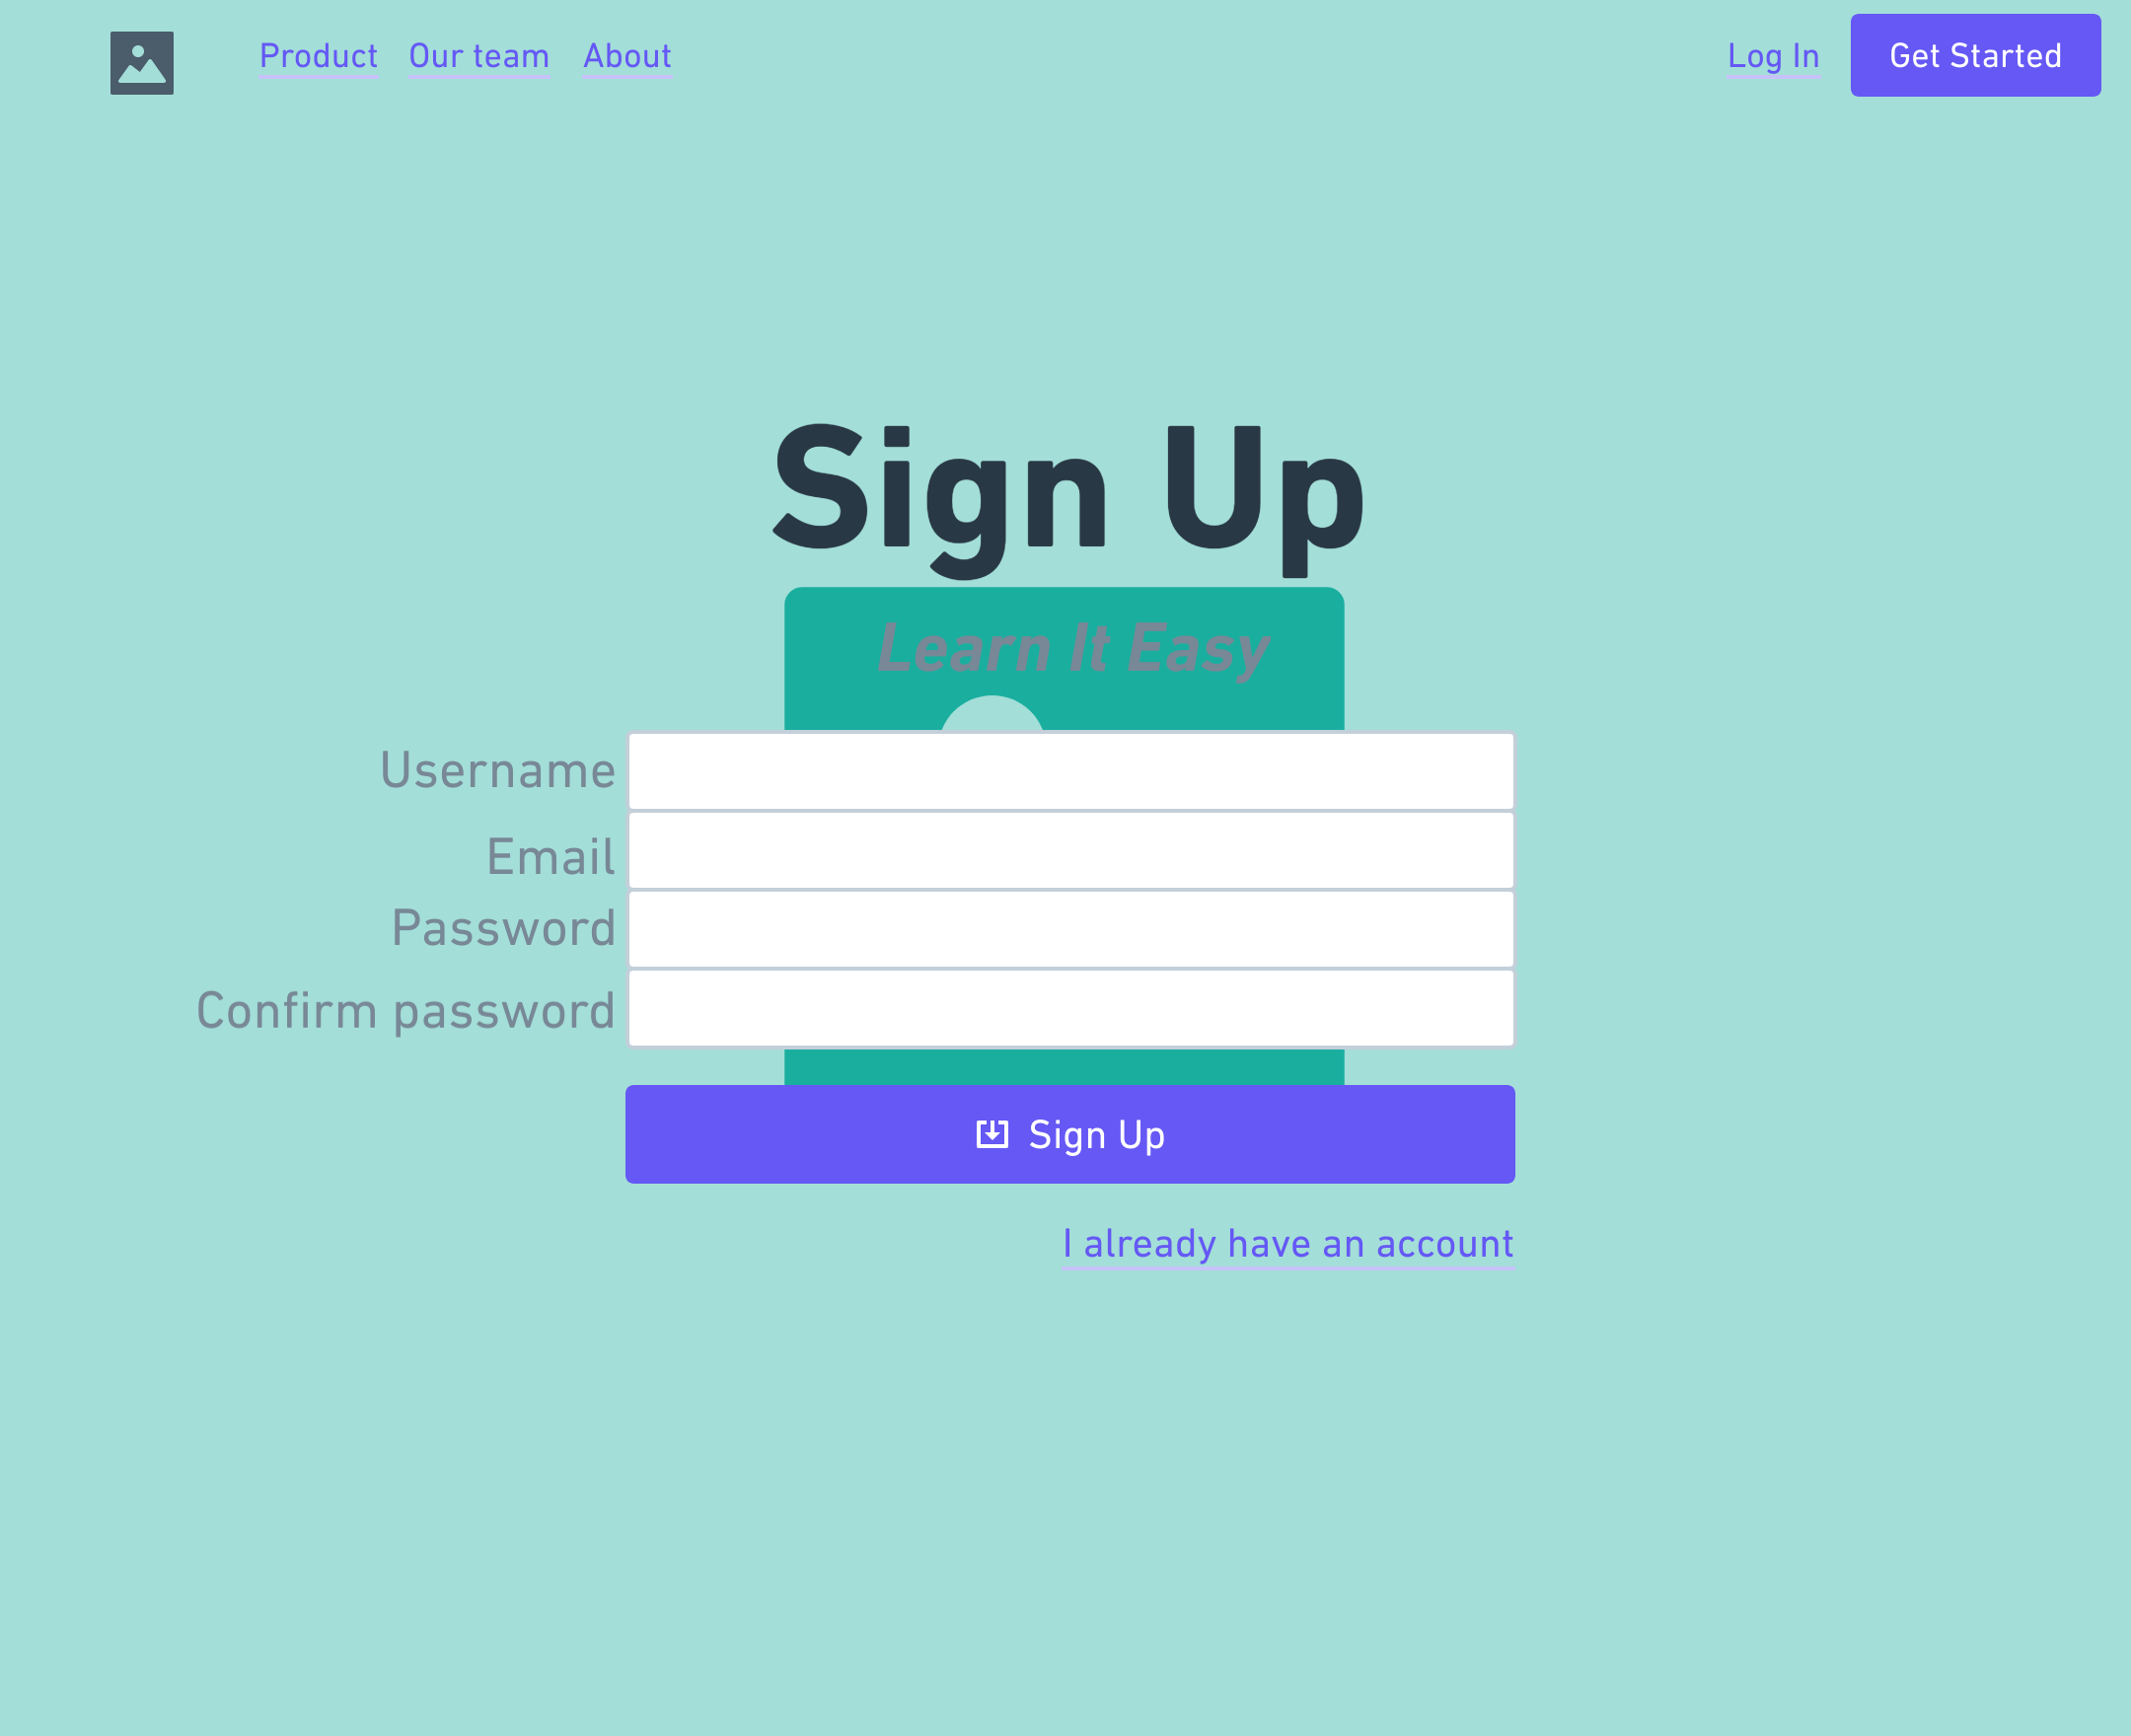 Product Our team About Log In Get Started
Sign Up
Learn It Easy
Username
Email
Password
Confirm password
Sign Up
I already have an account